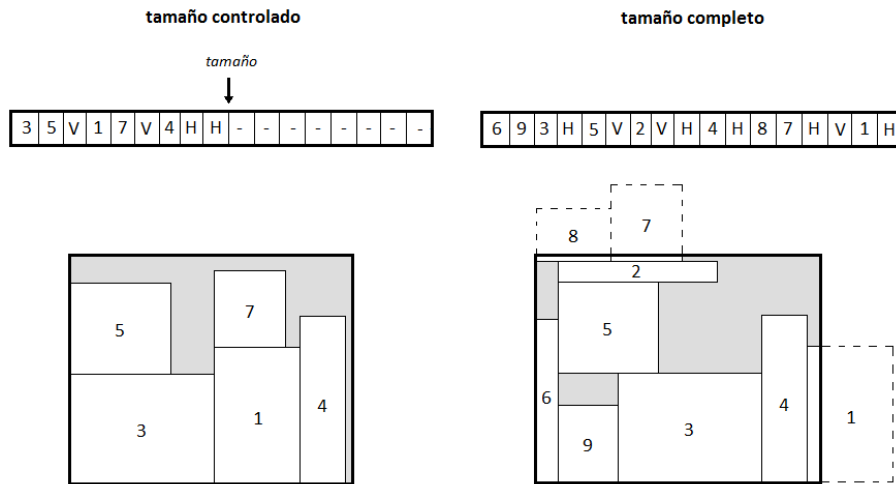 tamaño controlado
tamaño completo
tamaño
3 5 V 1 7 V 4 H H - - - - - - - -
6 9 3 H 5 V 2 V H 4 H 8 7 H V 1 H
7
8
2
7
5
5
1
4
6
4
1
3
3
9